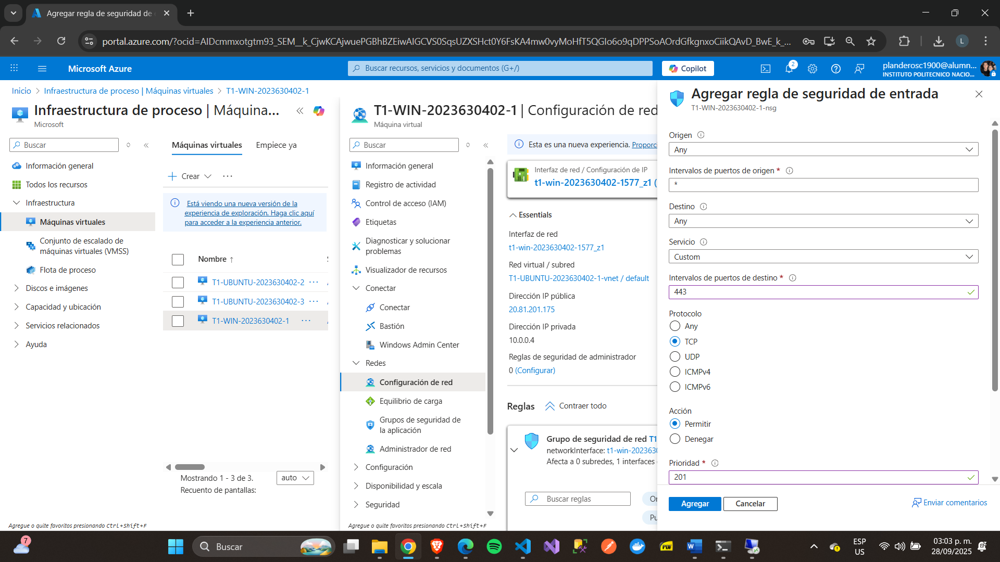 Agregar regla de seguridad de
portal.azure.com/?ocid=AIDcmmxotgtm93_SEM__k_CjwKCAjwuePGBhBZEiwAIGCVS0SqsUZXSHct0Y6FsKA4mw0vyMoHfT5QGIo6o9qDPPSoAOrdGfkgnxoCiikQAvD_BwE_k_...
L
Microsoft Azure
Buscar recursos, servicios y documentos (G+/)
Copilot
2
planderosc1900@alumn...
INSTITUTO POLITECNICO NACIO...
Inicio > Infraestructura de proceso | Máquinas virtuales > T1-WIN-2023630402-1
Infraestructura de proceso | Máquina...
Microsoft
Buscar
Información general
Todos los recursos
Infraestructura
Máquinas virtuales
Conjunto de escalado de
máquinas virtuales (VMSS)
Flota de proceso
Discos e imágenes
Capacidad y ubicación
Servicios relacionados
Ayuda
Agregue o quite favoritos presionando Ctrl+Shift+F
Máquinas virtuales
Empiece ya
Crear
Está viendo una nueva versión de la
experiencia de exploración. Haga clic aquí
para acceder a la experiencia anterior.
Nombre ↑
T1-UBUNTU-2023630402-2
T1-UBUNTU-2023630402-3
T1-WIN-2023630402-1
Mostrando 1 - 3 de 3.
Recuento de pantallas:
auto
T1-WIN-2023630402-1 | Configuración de red
Máquina virtual
Buscar
Información general
Registro de actividad
Control de acceso (IAM)
Etiquetas
Diagnosticar y solucionar
problemas
Visualizador de recursos
Conectar
Conectar
Bastión
Windows Admin Center
Redes
Configuración de red
Equilibrio de carga
Grupos de seguridad de
la aplicación
Administrador de red
Configuración
Disponibilidad y escala
Seguridad
Agregue o quite favoritos presionando Ctrl+Shift+F
Esta es una nueva experiencia. Proporci
Interfaz de red / Configuración de IP
t1-win-2023630402-1577_z1 (
Essentials
Interfaz de red
t1-win-2023630402-1577_z1
Red virtual / subred
T1-UBUNTU-2023630402-1-vnet / default
Dirección IP pública
20.81.201.175
Dirección IP privada
10.0.0.4
Reglas de seguridad de administrador
0 (Configurar)
Reglas
Contraer todo
Grupo de seguridad de red T1
networkInterface: t1-win-2023630
Afecta a 0 subredes, 1 interfaces
Buscar reglas
Agregar regla de seguridad de entrada
T1-WIN-2023630402-1-nsg
Origen
Any
Intervalos de puertos de origen *
*
Destino
Any
Servicio
Custom
Intervalos de puertos de destino *
443
Protocolo
Any
TCP
UDP
ICMPv4
ICMPv6
Acción
Permitir
Denegar
Prioridad *
201
Agregar
Cancelar
Enviar comentarios
7
Buscar
PDF
ESP
US
03:03 p. m.
28/09/2025